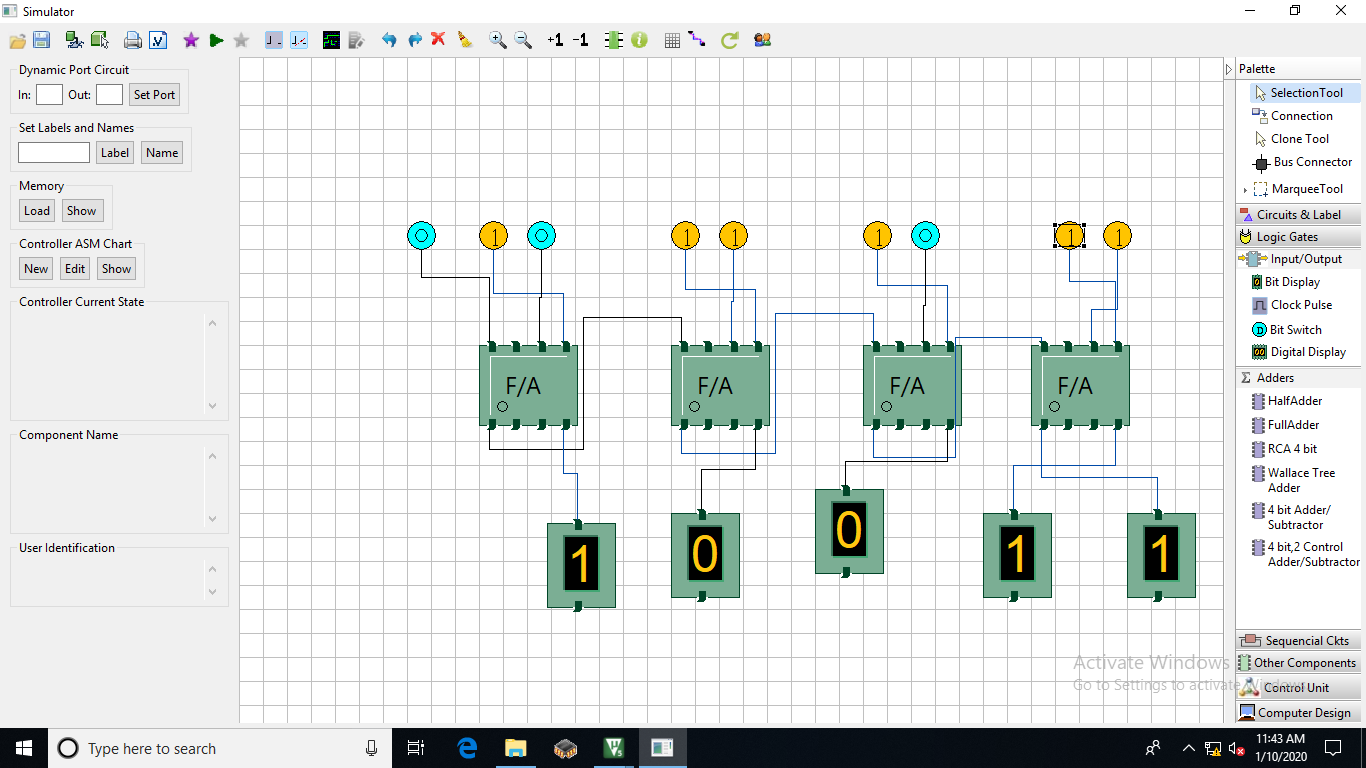 Simulator
+1 -1
Dynamic Port Circuit
In: Out: Set Port
Set Labels and Names
Label Name
Memory
Load Show
Controller ASM Chart
New Edit Show
Controller Current State
Component Name
User Identification
1 1 1 1 1 1
F/A F/A F/A F/A
1 0 0 1 1
Palette
SelectionTool
Connection
Clone Tool
Bus Connector
MarqueeTool
Circuits & Label
Logic Gates
Input/Output
Bit Display
Clock Pulse
D Bit Switch
Digital Display
Σ Adders
HalfAdder
FullAdder
RCA 4 bit
Wallace Tree
Adder
4 bit Adder/
Subtractor
4 bit,2 Control
Adder/Subtractor
Sequencial Ckts
Other Components
Control Unit
Computer Design
Activate Windows
Go to Settings to activate Windows.
Type here to search
11:43 AM
1/10/2020